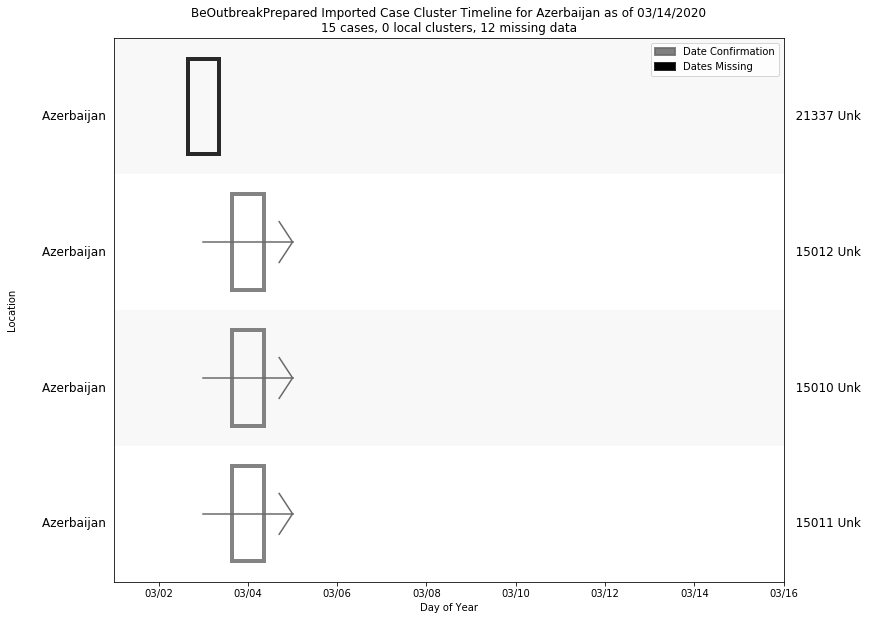 BeOutbreakPrepared Imported Case Cluster Timeline for Azerbaijan as of 03/14/2020
15 cases, 0 local clusters, 12 missing data
Date Confirmation
Dates Missing
Azerbaijan 21337 Unk
Azerbaijan 15012 Unk
Azerbaijan 15010 Unk
Azerbaijan 15011 Unk
Location
03/02 03/04 03/06 03/08 03/10 03/12 03/14 03/16
Day of Year